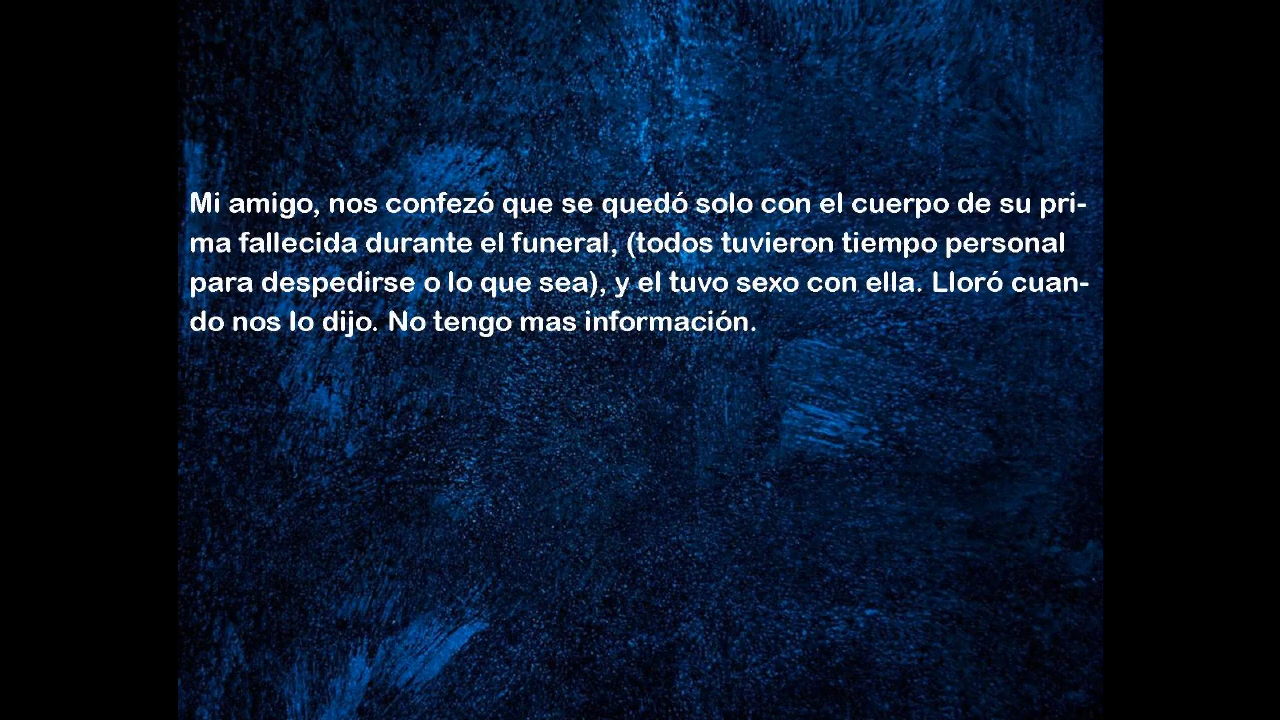 Mi amigo, nos confezó que se quedó solo con el cuerpo de su pri-
ma fallecida durante el funeral, (todos tuvieron tiempo personal
para despedirse o lo que sea), y el tuvo sexo con ella. Lloró cuan-
do nos lo dijo. No tengo mas información.